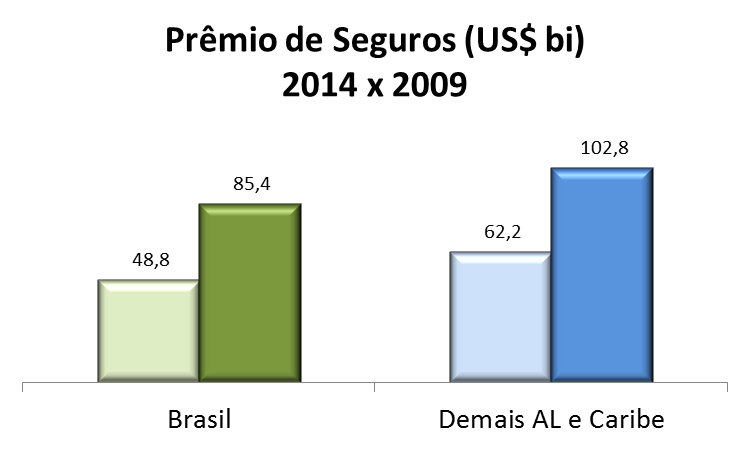 Prêmio de Seguros (US$ bi)
2014 x 2009
48,8
85,4
62,2
102,8
Brasil
Demais AL e Caribe